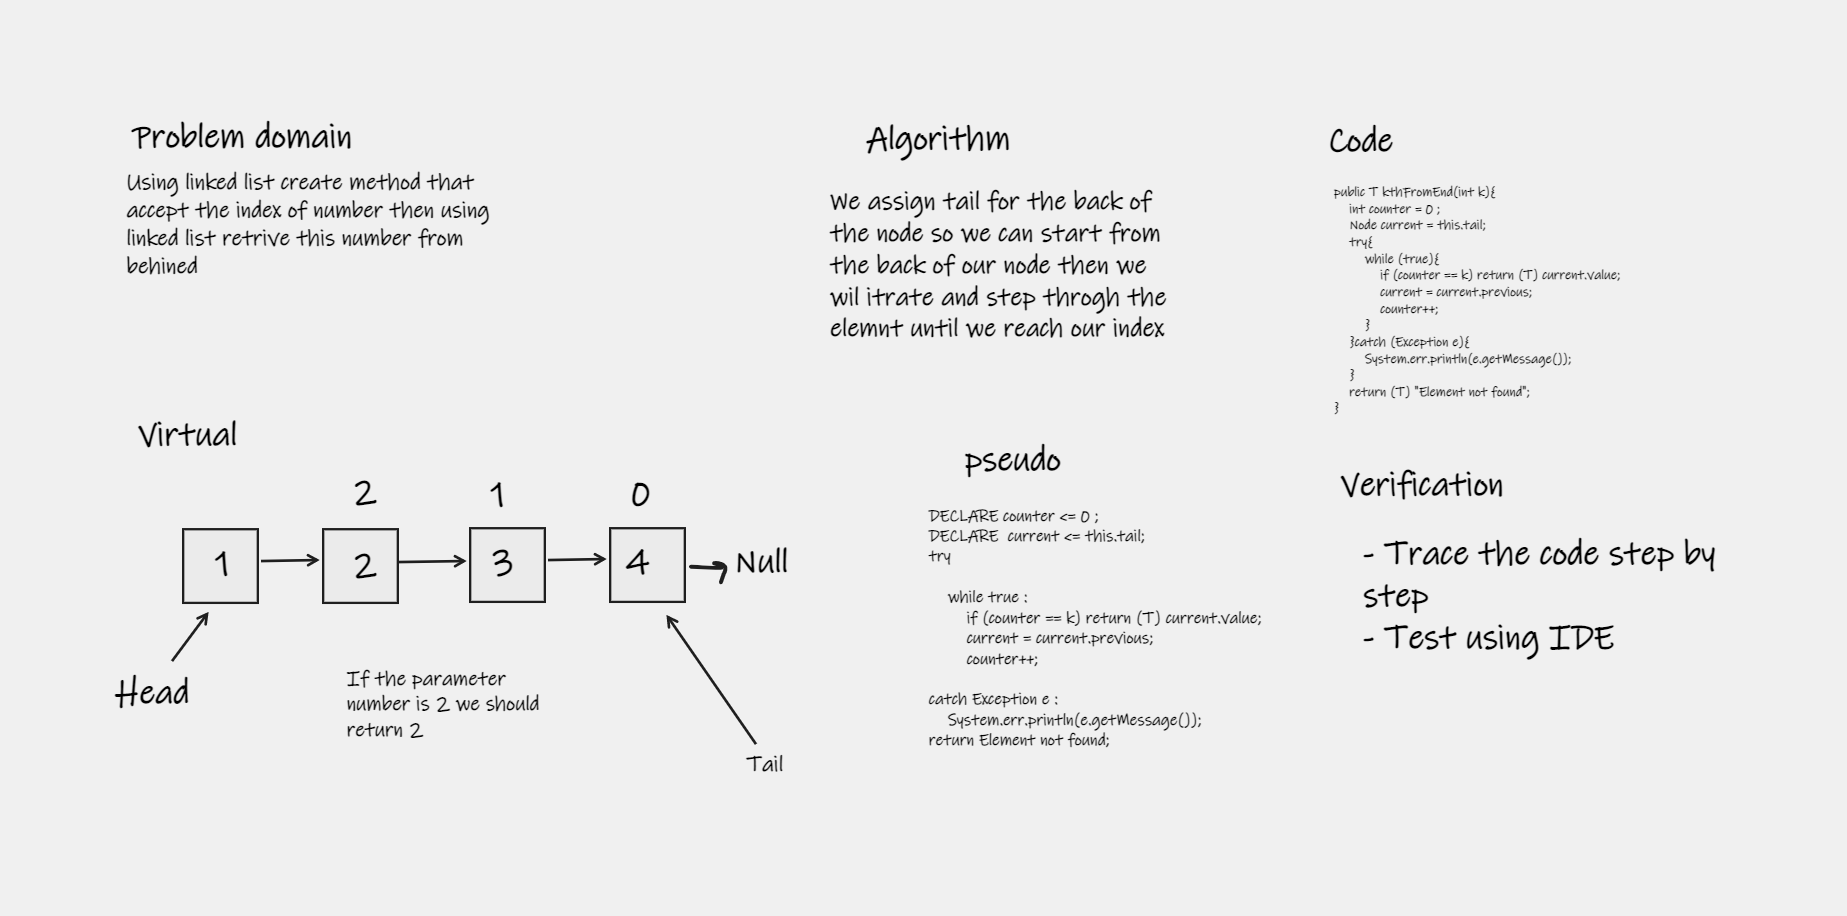 Problem domain
Using linked list create method that
accept the index of number then using
linked list retrive this number from
behined
Virtual
2 1 0
1 2 3 4 Null
Head
If the parameter
number is 2 we should
return 2
Tail
Algorithm
We assign tail for the back of
the node so we can start from
the back of our node then we
wil itrate and step throgh the
elemnt until we reach our index
pseudo
DECLARE counter <= 0 ;
DECLARE current <= this.tail;
try
while true :
if (counter == k) return (T) current.value;
current = current.previous;
counter++;
catch Exception e :
System.err.println(e.getMessage());
return Element not found;
Code
public T kthFromEnd(int k){
int counter = 0 ;
Node current = this.tail;
try{
while (true){
if (counter == k) return (T) current.value;
current = current.previous;
counter++;
}
}catch (Exception e){
System.err.println(e.getMessage());
}
return (T) "Element not found";
}
Verification
- Trace the code step by
step
- Test using IDE